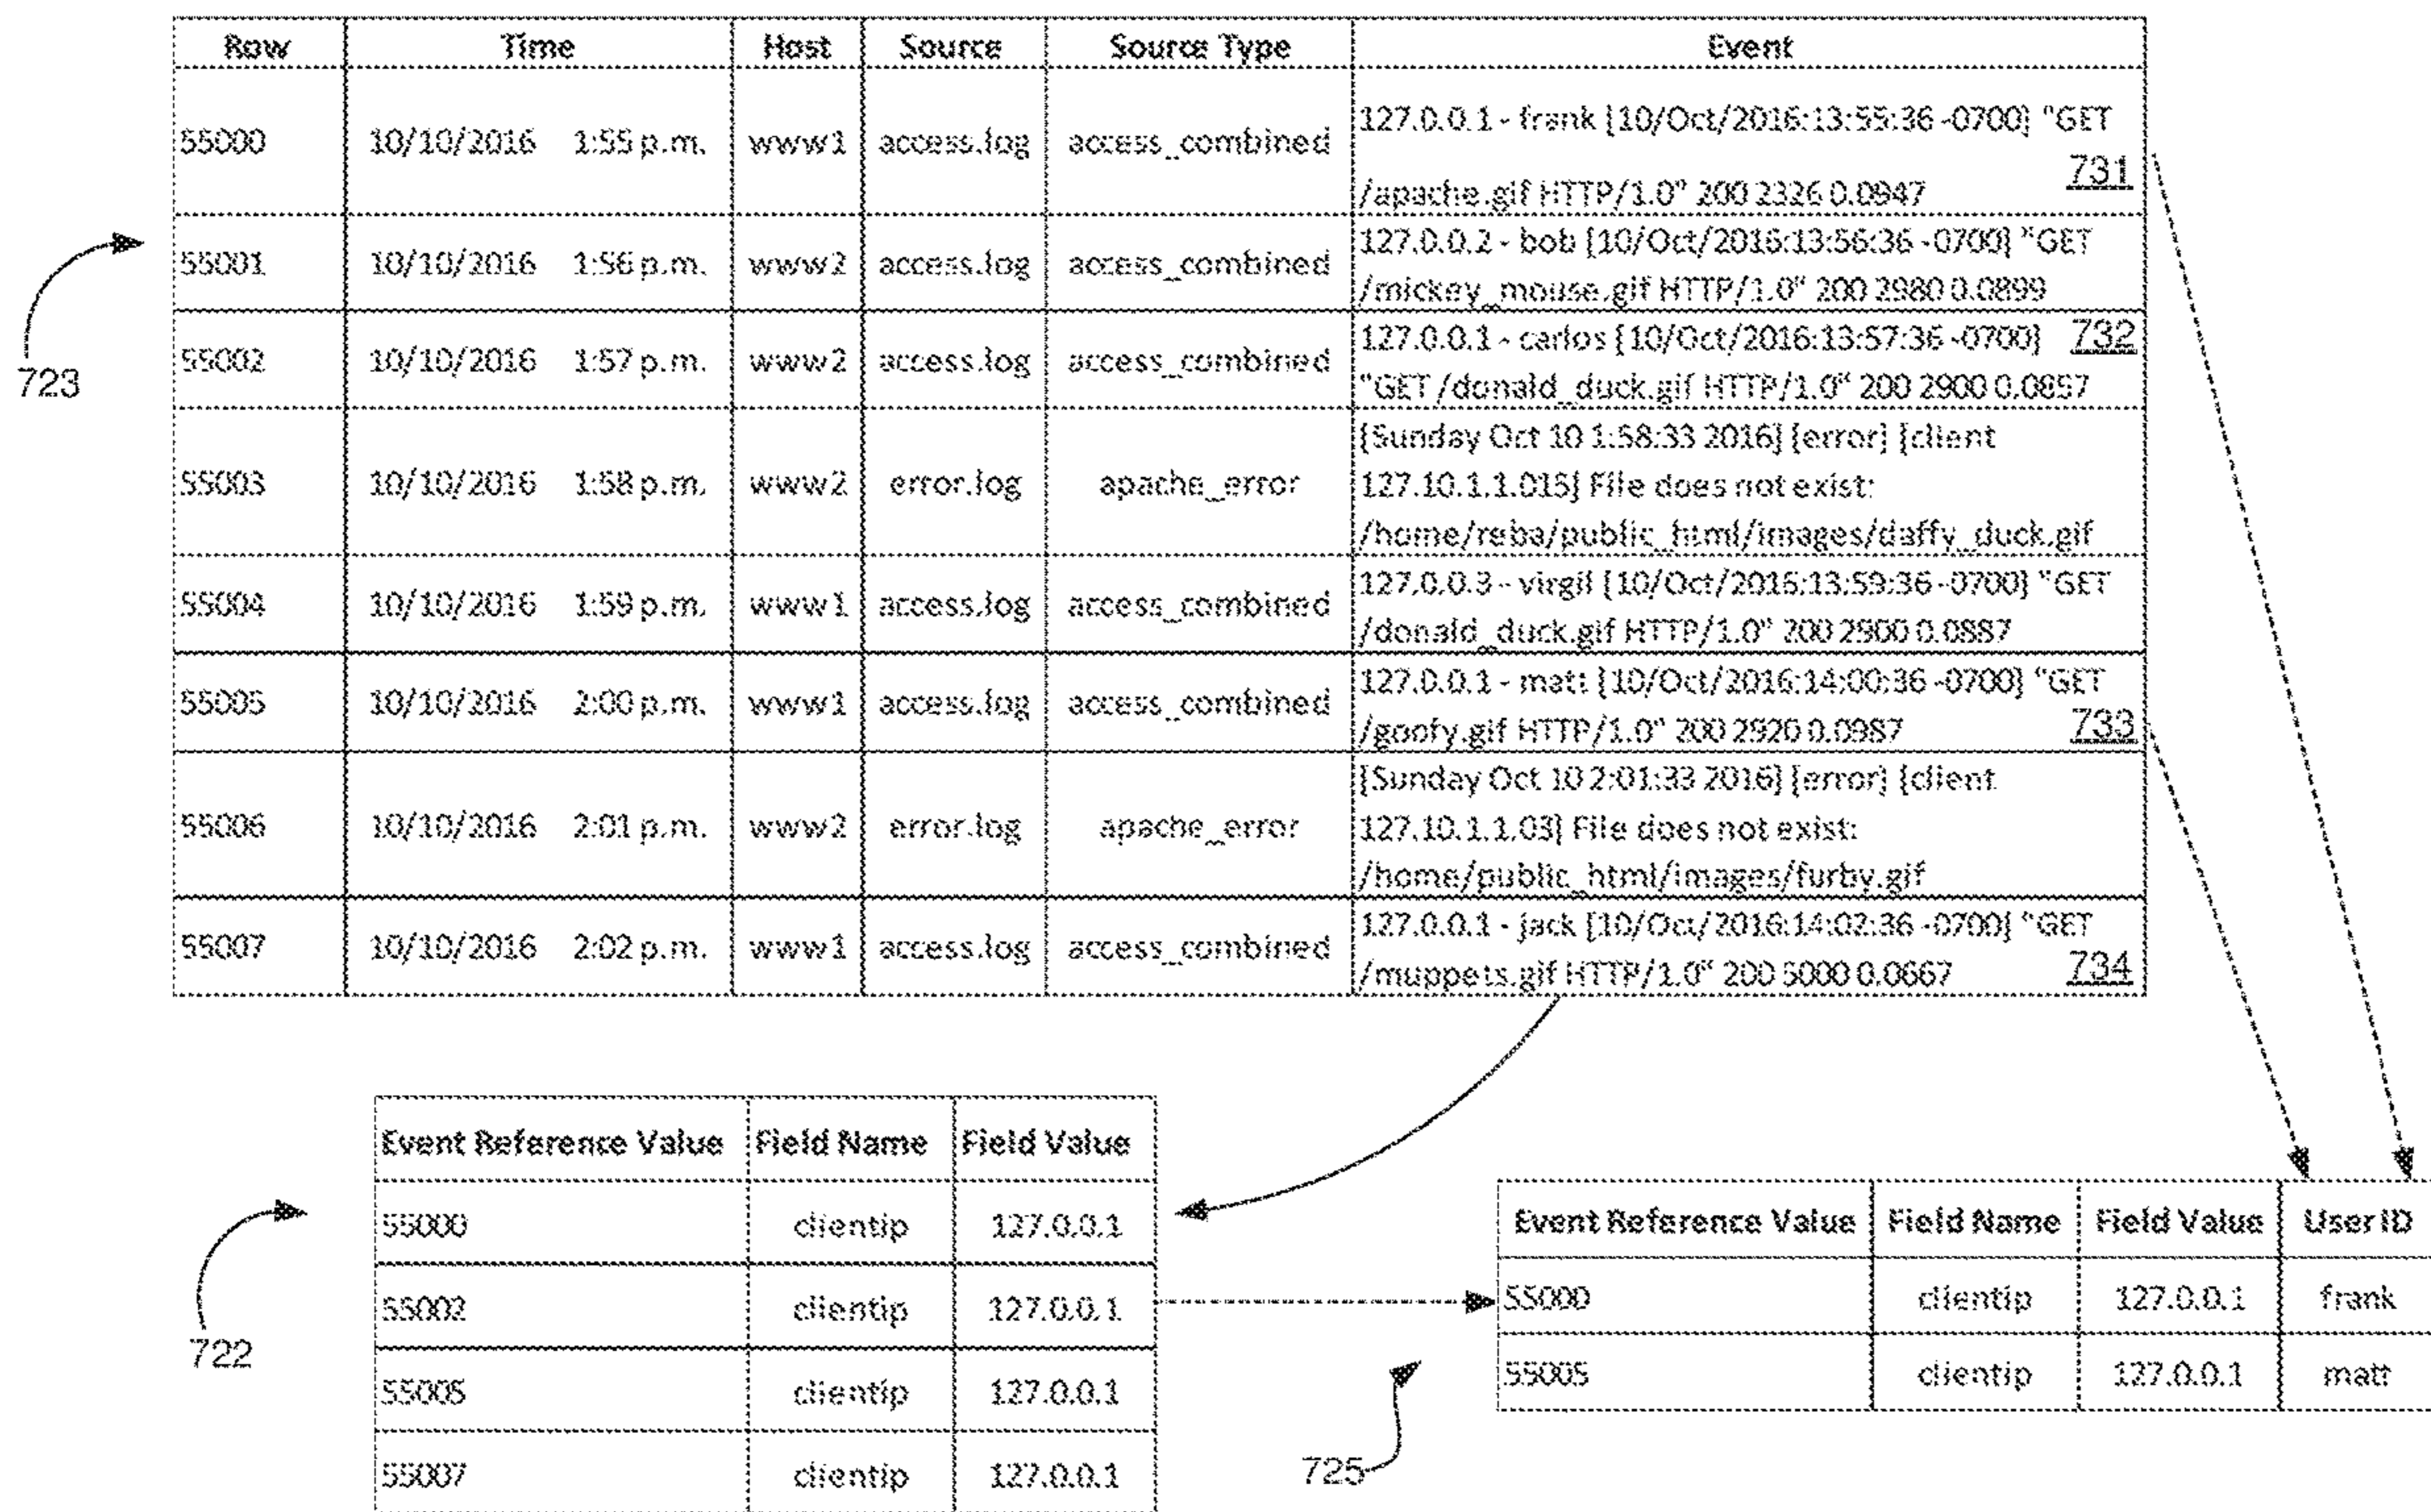 Row Time Host Source Source Type Event
55000 10/10/2016 1:55 p.m. www1 access.log access_combined
127.0.0.1 - frank [10/Oct/2016:13:55:36 -0700] "GET
/apache.gif HTTP/1.0" 200 2326 0.0947
731
55001 10/10/2016 1:56 p.m. www2 access.log access_combined
127.0.0.2 - bob [10/Oct/2016:13:56:36 -0700] "GET
/mickey_mouse.gif HTTP/1.0" 200 2980 0.0899
55002 10/10/2016 1:57 p.m. www2 access.log access_combined
127.0.0.1 - carlos [10/Oct/2016:13:57:36 -0700] 732
"GET /donald_duck.gif HTTP/1.0" 200 2900 0.0857
55003 10/10/2016 1:58 p.m. www2 error.log apache_error
[Sunday Oct 10 1:58:33 2016] [error] [client
127.10.1.1.015] File does not exist:
/home/reba/public_html/images/daffy_duck.gif
55004 10/10/2016 1:59 p.m. www1 access.log access_combined
127.0.0.3 - virgil [10/Oct/2016:13:59:36 -0700] "GET
/donald_duck.gif HTTP/1.0" 200 2900 0.0887
55005 10/10/2016 2:00 p.m. www1 access.log access_combined
127.0.0.1 - matt [10/Oct/2016:14:00:36 -0700] "GET
/goofy.gif HTTP/1.0" 200 2920 0.0987 733
55006 10/10/2016 2:01 p.m. www2 error.log apache_error
[Sunday Oct 10 2:01:33 2016] [error] [client
127.10.1.1.03] File does not exist:
/home/public_html/images/furby.gif
55007 10/10/2016 2:02 p.m. www1 access.log access_combined
127.0.0.1 - jack [10/Oct/2016:14:02:36 -0700] "GET
/muppets.gif HTTP/1.0" 200 5000 0.0667 734
723
Event Reference Value Field Name Field Value
55000 clientip 127.0.0.1
55002 clientip 127.0.0.1
55005 clientip 127.0.0.1
55007 clientip 127.0.0.1
722
Event Reference Value Field Name Field Value User ID
55000 clientip 127.0.0.1 frank
55005 clientip 127.0.0.1 matt
725